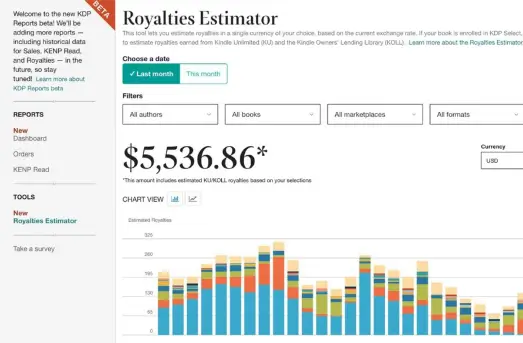 BETA
Welcome to the new KDP
Reports beta! We'll be
adding more reports —
including historical data
for Sales, KENP Read,
and Royalties — in the
future, so stay
tuned! Learn more about
KDP Reports beta
REPORTS
New
Dashboard
Orders
KENP Read
TOOLS
New
Royalties Estimator
Take a survey
Royalties Estimator
This tool lets you estimate royalties in a single currency of your choice, based on the current exchange rate. If your book is enrolled in KDP Select,
to estimate royalties earned from Kindle Unlimited (KU) and the Kindle Owners' Lending Library (KOLL). Learn more about the Royalties Estimator
Choose a date
✓ Last month This month
Filters
All authors All books All marketplaces All formats
$5,536.86*
Currency
USD
*This amount includes estimated KU/KOLL royalties based on your selections
CHART VIEW
Estimated Royalties
100
65
0